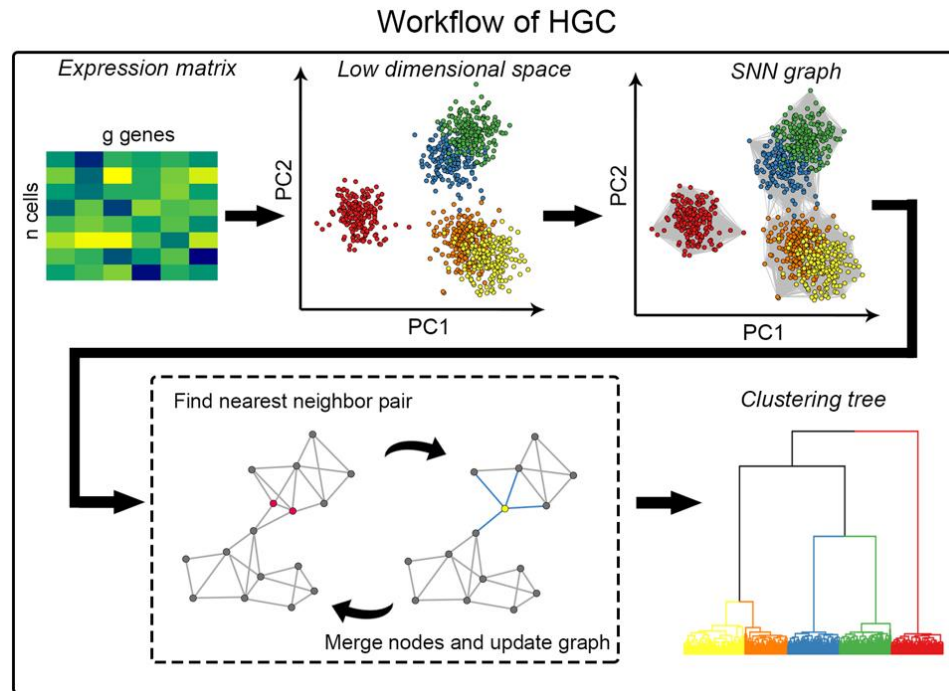 Workflow of HGC
Expression matrix
Low dimensional space
SNN graph
g genes
n cells
PC2
PC1
PC2
PC1
Find nearest neighbor pair
Merge nodes and update graph
Clustering tree